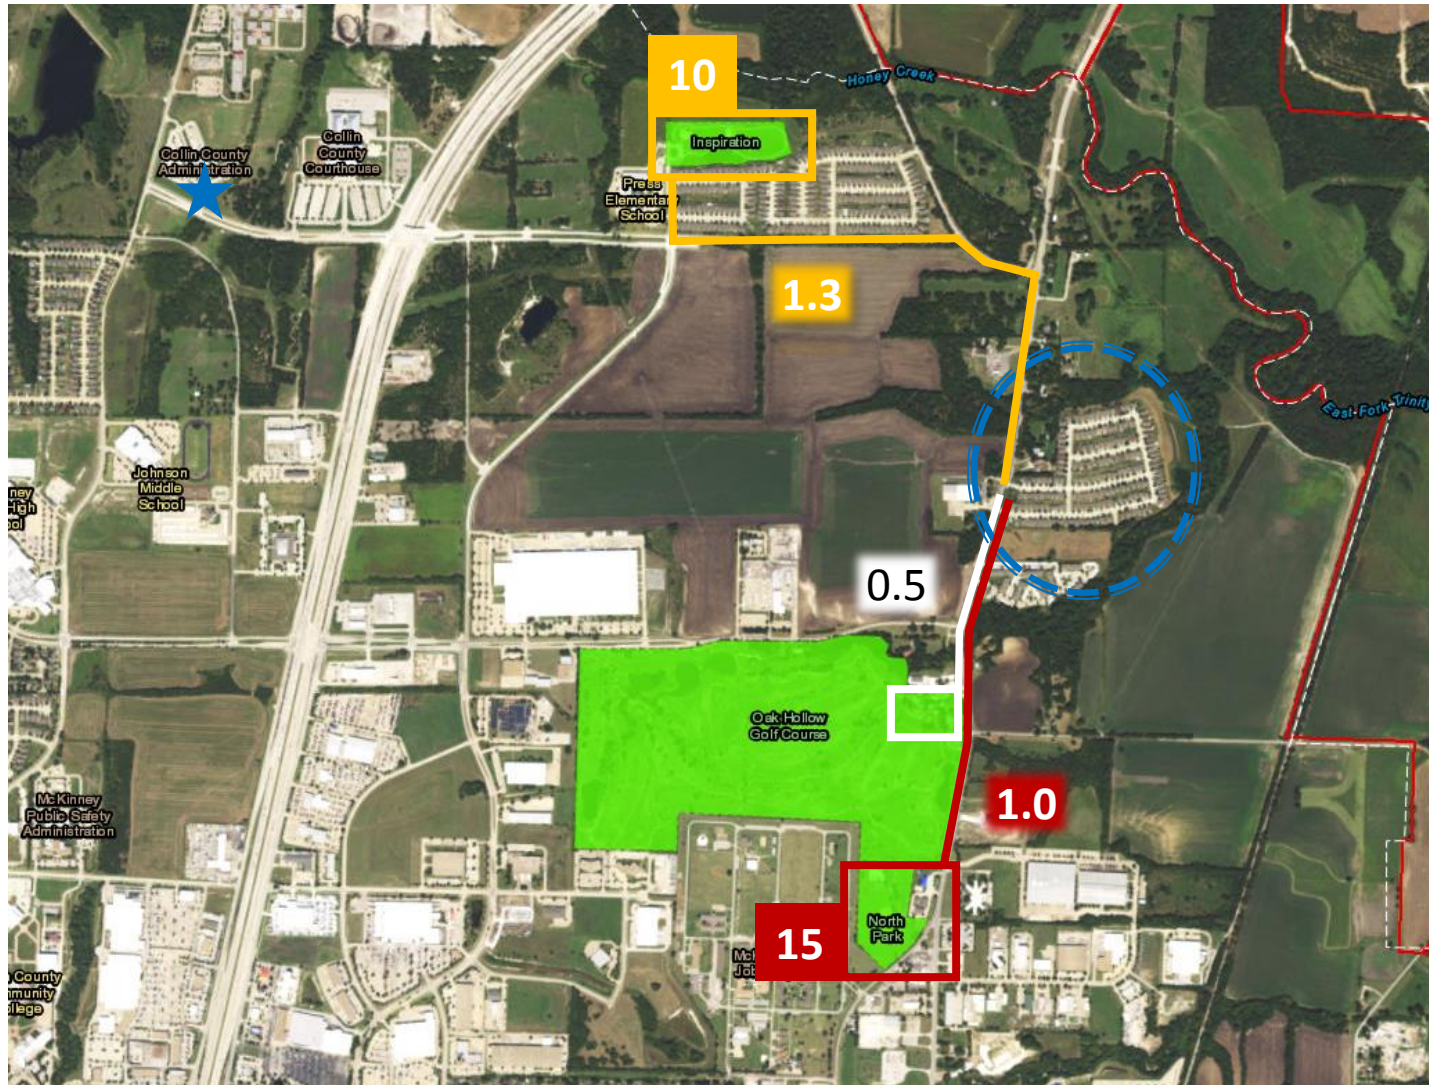 10
Honey Creek
Inspiration
Collin
County
Courthouse
Collin County
Administration
Press
Elementary
School
1.3
East Fork Trinity
Johnson
Middle
School
0.5
Oak Hollow
Golf Course
McKinney
Public Safety
Administration
1.0
North
Park
15
County